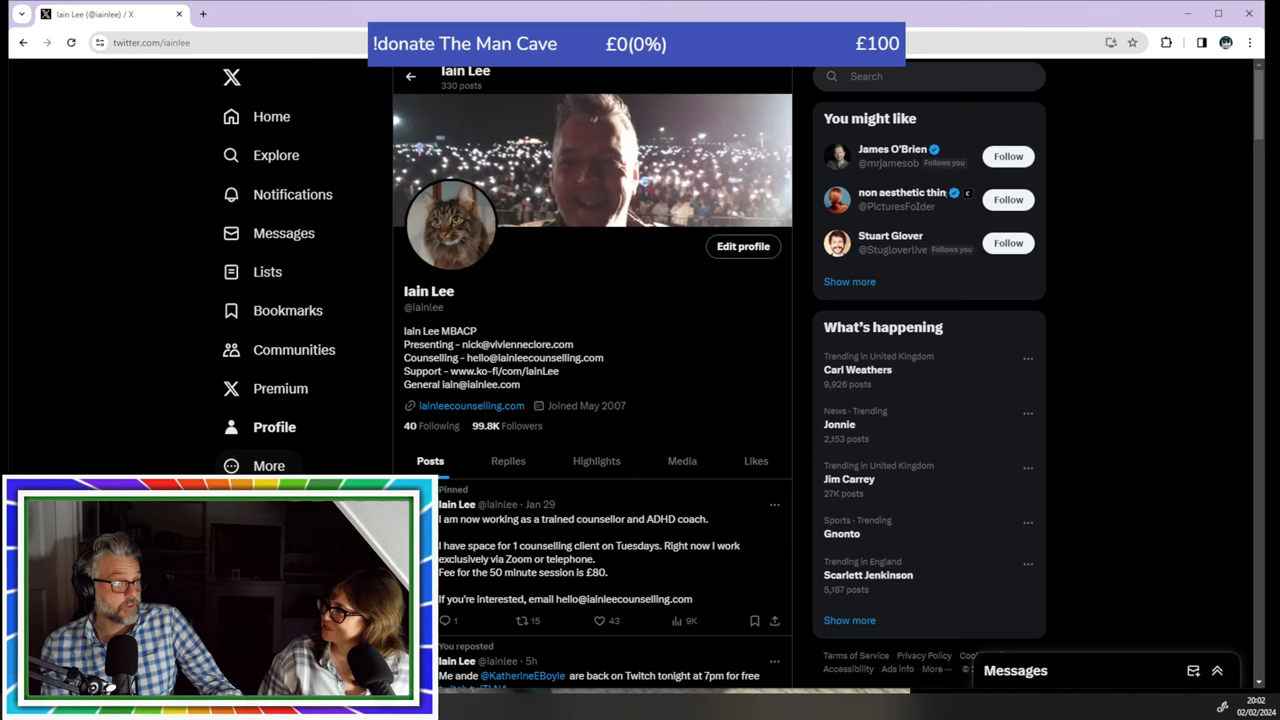 Iain Lee (@iainlee) / X
twitter.com/iainlee
!donate The Man Cave £0(0%) £100
Home
Explore
Notifications
Messages
Lists
Bookmarks
Communities
Premium
Profile
More
Iain Lee
330 posts
Edit profile
Iain Lee
@iainlee
Iain Lee MBACP
Presenting - nick@vivienneclore.com
Counselling - hello@iainleecounselling.com
Support - www.ko-fi/com/iainLee
General iain@iainlee.com
iainleecounselling.com Joined May 2007
40 Following 99.8K Followers
Posts Replies Highlights Media Likes
Pinned
Iain Lee @iainlee · Jan 29
I am now working as a trained counsellor and ADHD coach.
I have space for 1 counselling client on Tuesdays. Right now I work
exclusively via Zoom or telephone.
Fee for the 50 minute session is £80.
If you're interested, email hello@iainleecounselling.com
1 15 43 9K
You reposted
Iain Lee @iainlee · 5h
Me ande @KatherineEBoyle are back on Twitch tonight at 7pm for free
Search
You might like
James O'Brien
@mrjamesob Follows you
Follow
non aesthetic thin
@PicturesFoIder
Follow
Stuart Glover
@Stugloverlive Follows you
Follow
Show more
What's happening
Trending in United Kingdom
Carl Weathers
9,926 posts
News · Trending
Jonnie
2,153 posts
Trending in United Kingdom
Jim Carrey
27K posts
Sports · Trending
Gnonto
Trending in England
Scarlett Jenkinson
5,187 posts
Show more
Terms of Service Privacy Policy
Accessibility Ads info More ···
Messages
20:02
02/02/2024